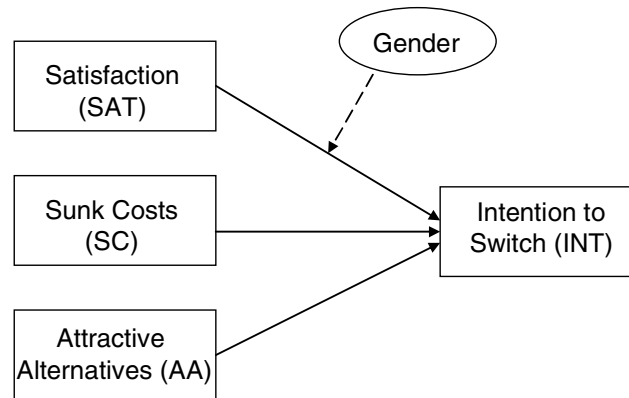 Gender
Satisfaction
(SAT)
Sunk Costs
(SC)
Intention to
Switch (INT)
Attractive
Alternatives (AA)